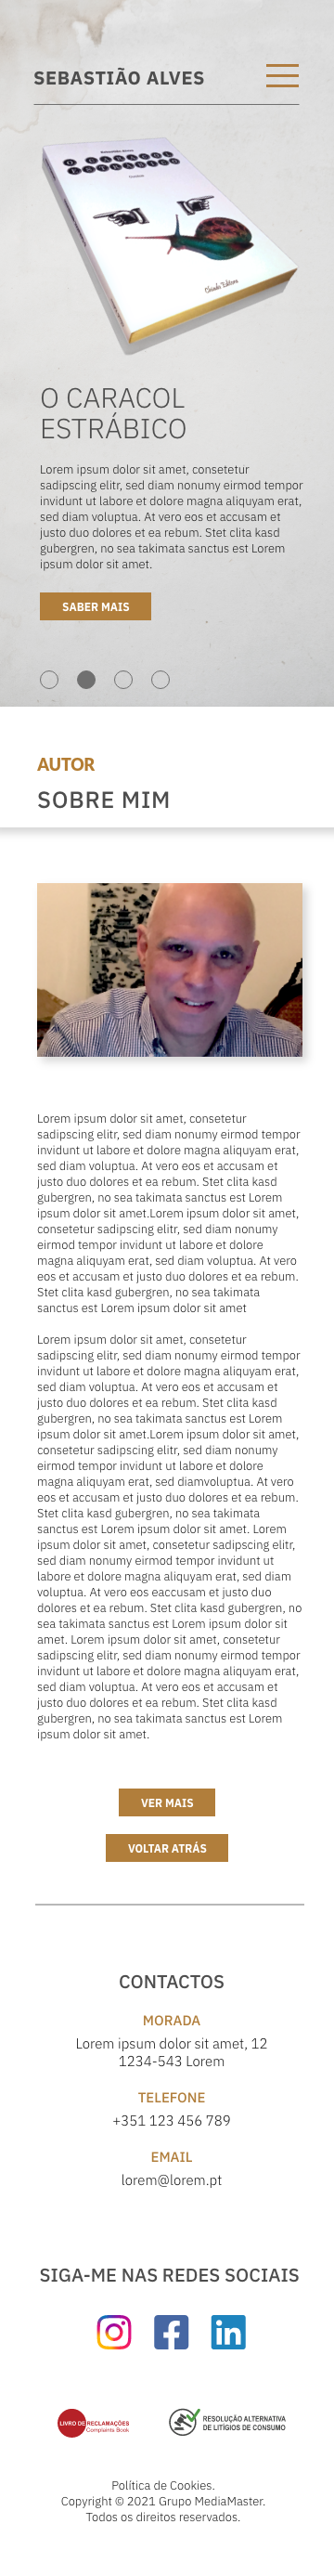 SEBASTIÃO ALVES
Sebastião Alves
O CARACOL
ESTRÁBICO
O CARACOL
ESTRÁBICO
Lorem ipsum dolor sit amet, consetetur
sadipscing elitr, sed diam nonumy eirmod tempor
invidunt ut labore et dolore magna aliquyam erat,
sed diam voluptua. At vero eos et accusam et
justo duo dolores et ea rebum. Stet clita kasd
gubergren, no sea takimata sanctus est Lorem
ipsum dolor sit amet.
SABER MAIS
AUTOR
SOBRE MIM
Lorem ipsum dolor sit amet, consetetur
sadipscing elitr, sed diam nonumy eirmod tempor
invidunt ut labore et dolore magna aliquyam erat,
sed diam voluptua. At vero eos et accusam et
justo duo dolores et ea rebum. Stet clita kasd
gubergren, no sea takimata sanctus est Lorem
ipsum dolor sit amet.Lorem ipsum dolor sit amet,
consetetur sadipscing elitr, sed diam nonumy
eirmod tempor invidunt ut labore et dolore
magna aliquyam erat, sed diam voluptua. At vero
eos et accusam et justo duo dolores et ea rebum.
Stet clita kasd gubergren, no sea takimata
sanctus est Lorem ipsum dolor sit amet
Lorem ipsum dolor sit amet, consetetur
sadipscing elitr, sed diam nonumy eirmod tempor
invidunt ut labore et dolore magna aliquyam erat,
sed diam voluptua. At vero eos et accusam et
justo duo dolores et ea rebum. Stet clita kasd
gubergren, no sea takimata sanctus est Lorem
ipsum dolor sit amet.Lorem ipsum dolor sit amet,
consetetur sadipscing elitr, sed diam nonumy
eirmod tempor invidunt ut labore et dolore
magna aliquyam erat, sed diamvoluptua. At vero
eos et accusam et justo duo dolores et ea rebum.
Stet clita kasd gubergren, no sea takimata
sanctus est Lorem ipsum dolor sit amet. Lorem
ipsum dolor sit amet, consetetur sadipscing elitr,
sed diam nonumy eirmod tempor invidunt ut
labore et dolore magna aliquyam erat, sed diam
voluptua. At vero eos eaccusam et justo duo
dolores et ea rebum. Stet clita kasd gubergren, no
sea takimata sanctus est Lorem ipsum dolor sit
amet. Lorem ipsum dolor sit amet, consetetur
sadipscing elitr, sed diam nonumy eirmod tempor
invidunt ut labore et dolore magna aliquyam erat,
sed diam voluptua. At vero eos et accusam et
justo duo dolores et ea rebum. Stet clita kasd
gubergren, no sea takimata sanctus est Lorem
ipsum dolor sit amet.
VER MAIS
VOLTAR ATRÁS
CONTACTOS
MORADA
Lorem ipsum dolor sit amet, 12
1234-543 Lorem
TELEFONE
+351 123 456 789
EMAIL
lorem@lorem.pt
SIGA-ME NAS REDES SOCIAIS
LIVRO DE RECLAMAÇÕES
Complaints Book
RESOLUÇÃO ALTERNATIVA
DE LITÍGIOS DE CONSUMO
Política de Cookies.
Copyright © 2021 Grupo MediaMaster.
Todos os direitos reservados.